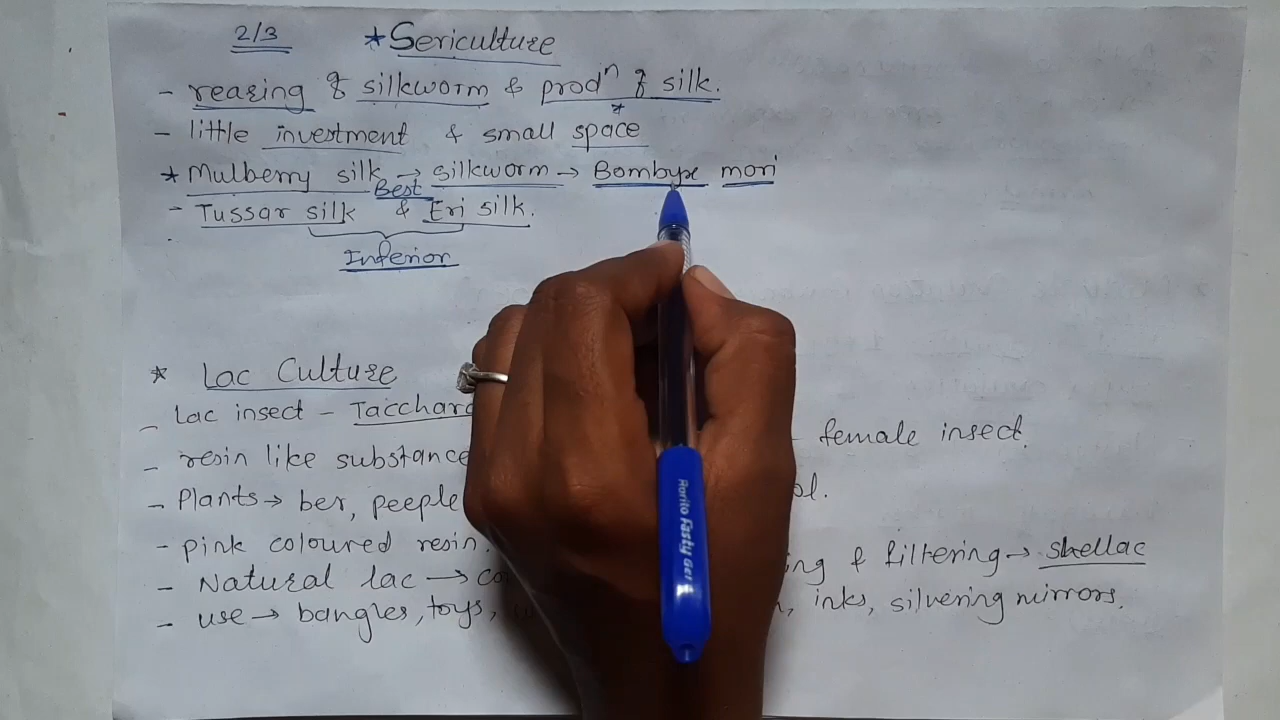 2/3 * Sericulture
- rearing of silkworm & prodⁿ of silk.
- little investment & small space
* Mulberry silk → silkworm → Bombyx mori
Best
- Tussar silk & Eri silk.
Inferior
* Lac Culture
- Lac insect - Tacchard
- resin like substance - female insect.
- Plants → ber, peeple
- pink coloured resin.
- Natural lac → & filtering → shellac
- use → bangles, toys, inks, silvering mirrors.
Rorito Fasty Gel